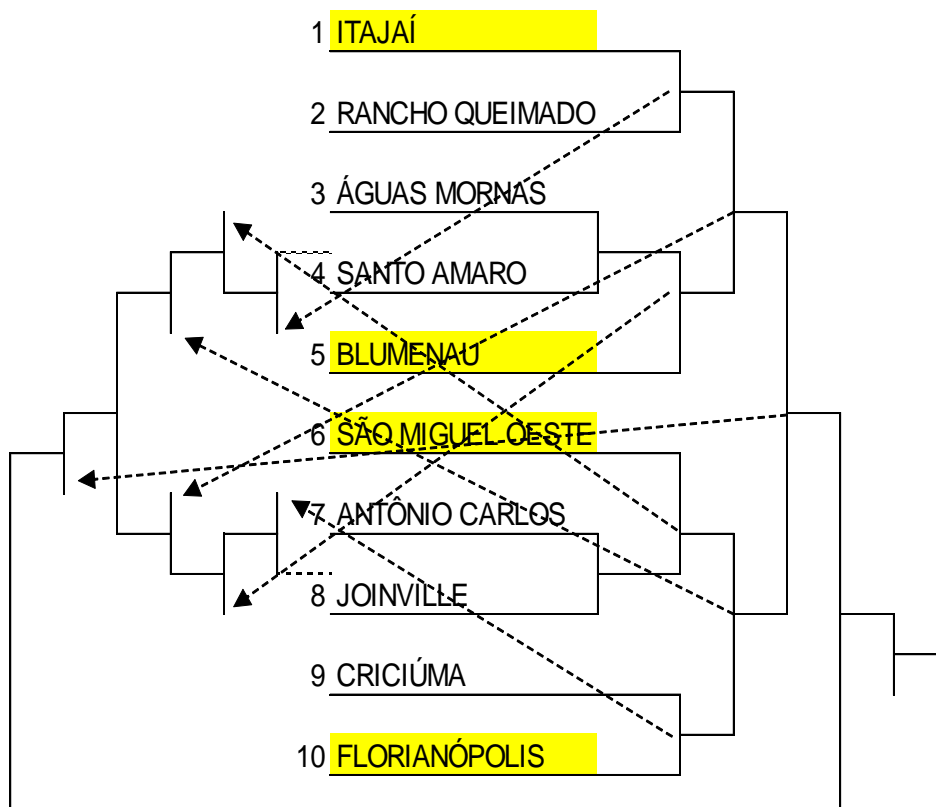 1 ITAJAÍ
2 RANCHO QUEIMADO
3 ÁGUAS MORNAS
4 SANTO AMARO
5 BLUMENAU
6 SÃO MIGUEL OESTE
7 ANTÔNIO CARLOS
8 JOINVILLE
9 CRICIÚMA
10 FLORIANÓPOLIS